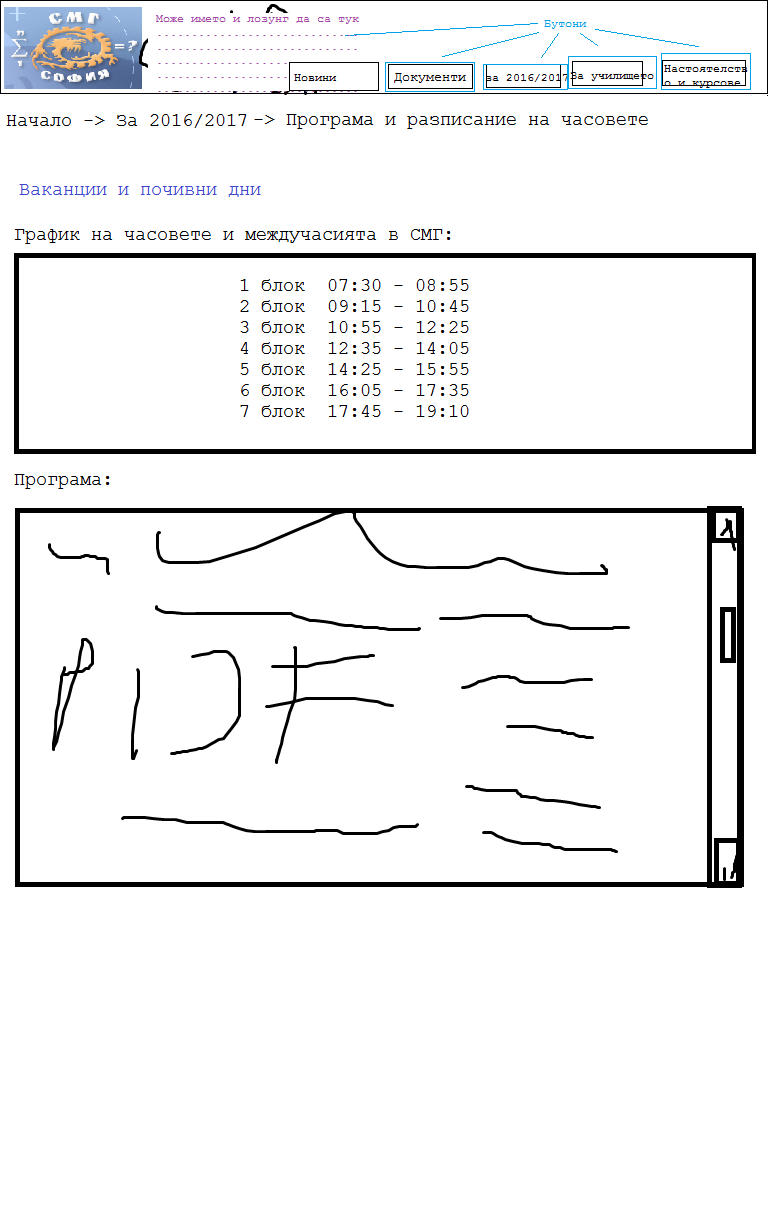 СМГ
=?
СОФИЯ
Може името и лозунг да са тук
Бутони
Новини
Документи
за 2016/2017
За училището
Настоятелств
о и курсове
Начало -> За 2016/2017 -> Програма и разписание на часовете
Ваканции и почивни дни
График на часовете и междучасията в СМГ:
1 блок 07:30 - 08:55
2 блок 09:15 - 10:45
3 блок 10:55 - 12:25
4 блок 12:35 - 14:05
5 блок 14:25 - 15:55
6 блок 16:05 - 17:35
7 блок 17:45 - 19:10
Програма:
PDF